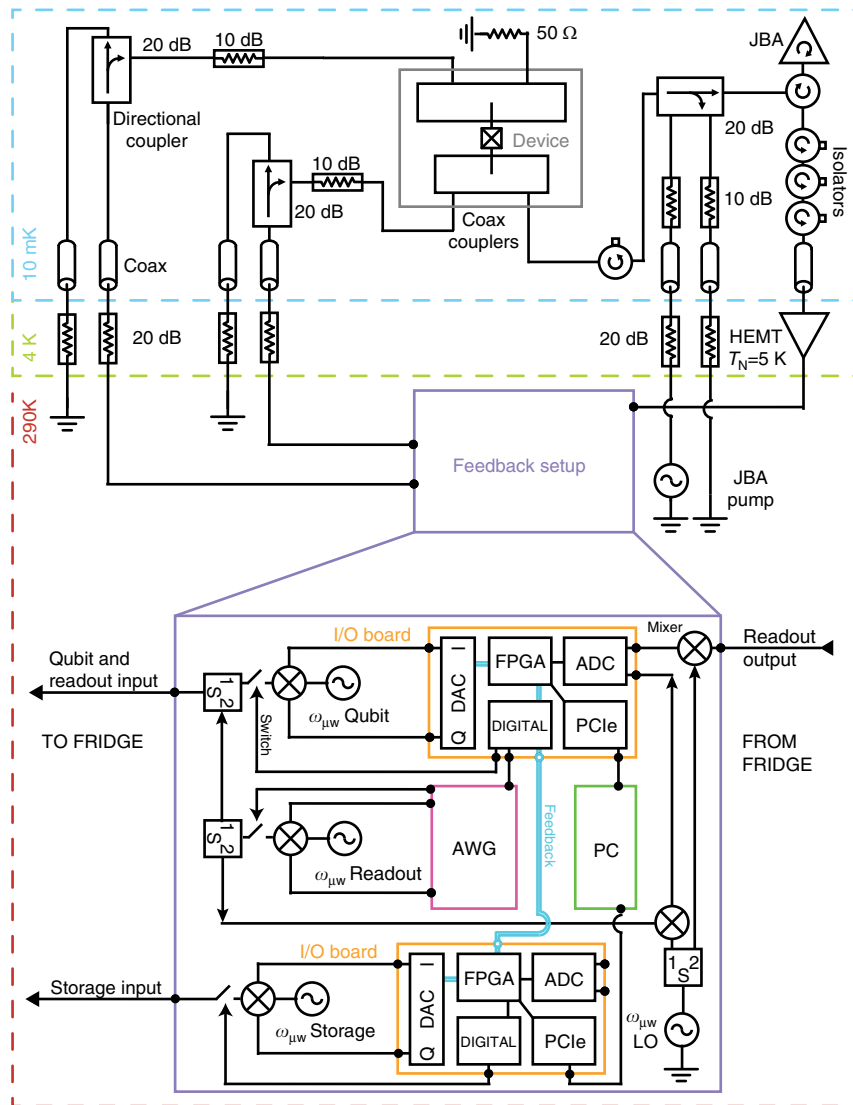 20 dB
10 dB
50 Ω
JBA
Directional
coupler
Device
20 dB
10 dB
20 dB
Isolators
10 dB
Coax
couplers
Coax
10 mK
20 dB
20 dB
HEMT
T_N=5 K
4 K
290K
Feedback setup
JBA
pump
I/O board
Mixer
Readout
output
Qubit and
readout input
I
DAC
Q
FPGA
ADC
DIGITAL
PCIe
1
S
2
ω_μw Qubit
Switch
TO FRIDGE
FROM
FRIDGE
Feedback
1
S
2
AWG
PC
ω_μw Readout
I/O board
Storage input
I
DAC
Q
FPGA
ADC
DIGITAL
PCIe
ω_μw Storage
1
S
2
ω_μw
LO